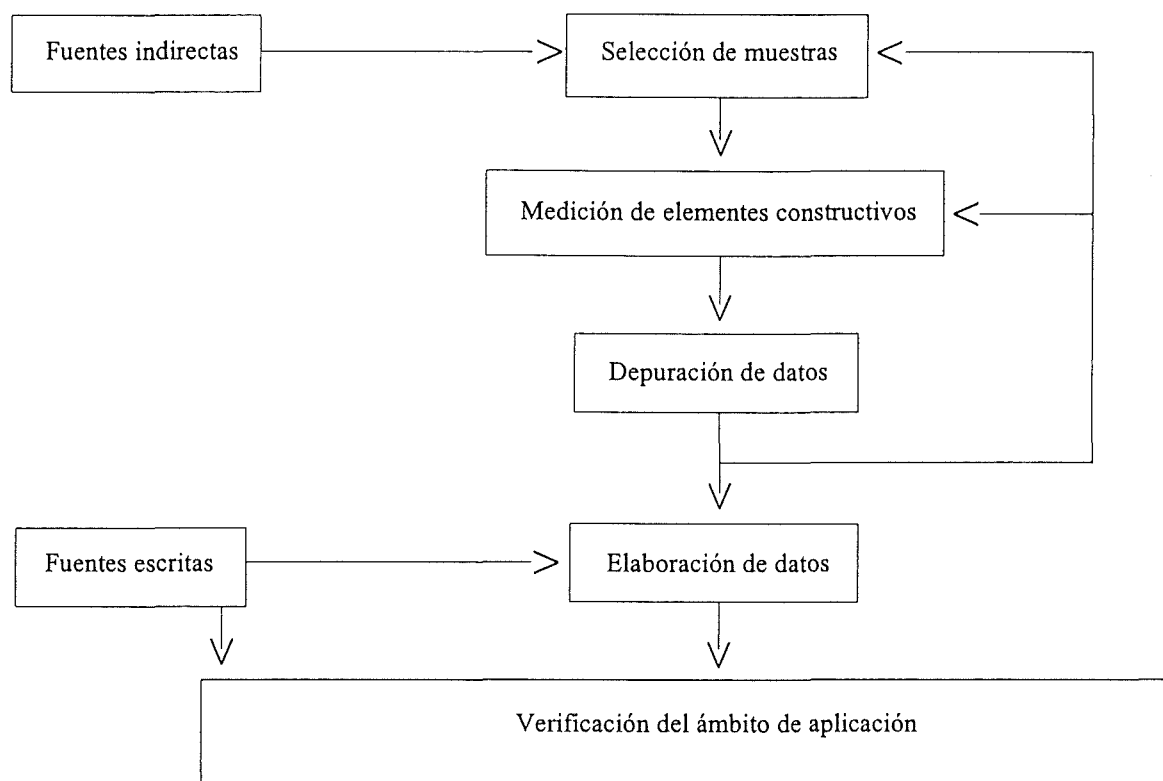 Fuentes indirectas
Selección de muestras
Medición de elementes constructivos
Depuración de datos
Fuentes escritas
Elaboración de datos
Verificación del ámbito de aplicación